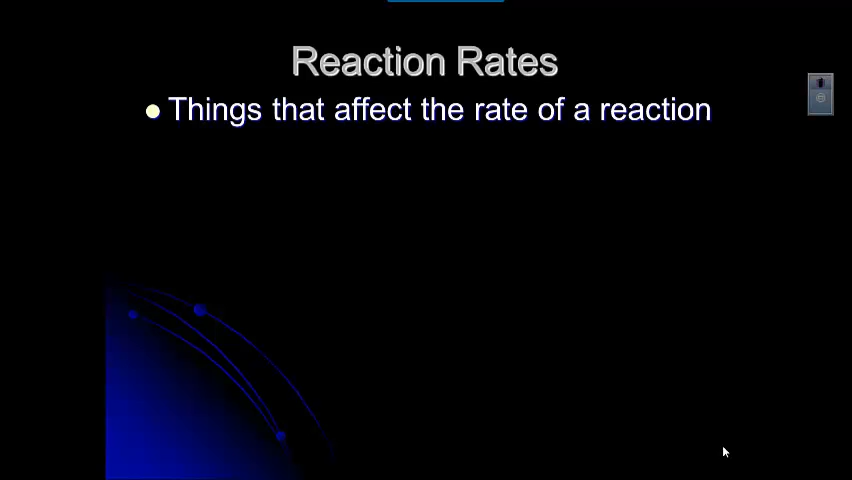 Reaction Rates
Things that affect the rate of a reaction